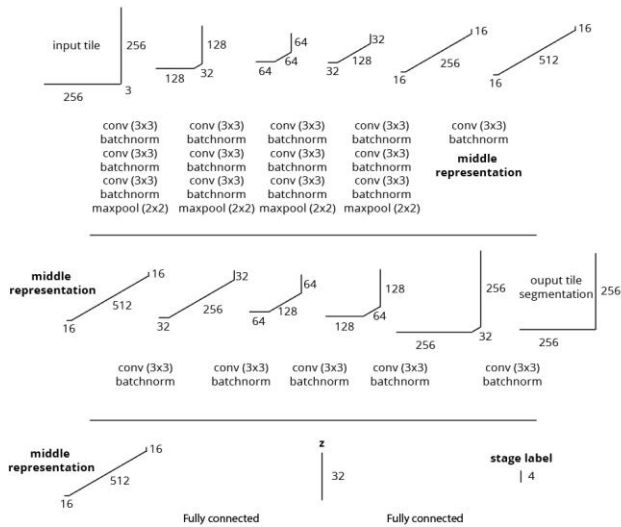 input tile
256
256
3
128
128
32
64
64
64
32
32
128
16
16
256
16
16
512
conv (3x3) conv (3x3) conv (3x3) conv (3x3) conv (3x3)
batchnorm batchnorm batchnorm batchnorm batchnorm
conv (3x3) conv (3x3) conv (3x3) conv (3x3) middle
batchnorm batchnorm batchnorm batchnorm representation
conv (3x3) conv (3x3) conv (3x3) conv (3x3)
batchnorm batchnorm batchnorm batchnorm
maxpool (2x2) maxpool (2x2) maxpool (2x2) maxpool (2x2)
middle
representation
16
16
512
32
32
256
64
64
128
128
128
64
256
256
32
ouput tile
segmentation
256
256
conv (3x3) conv (3x3) conv (3x3) conv (3x3) conv (3x3)
batchnorm batchnorm batchnorm batchnorm batchnorm
middle
representation
16
16
512
z
32
stage label
4
Fully connected Fully connected